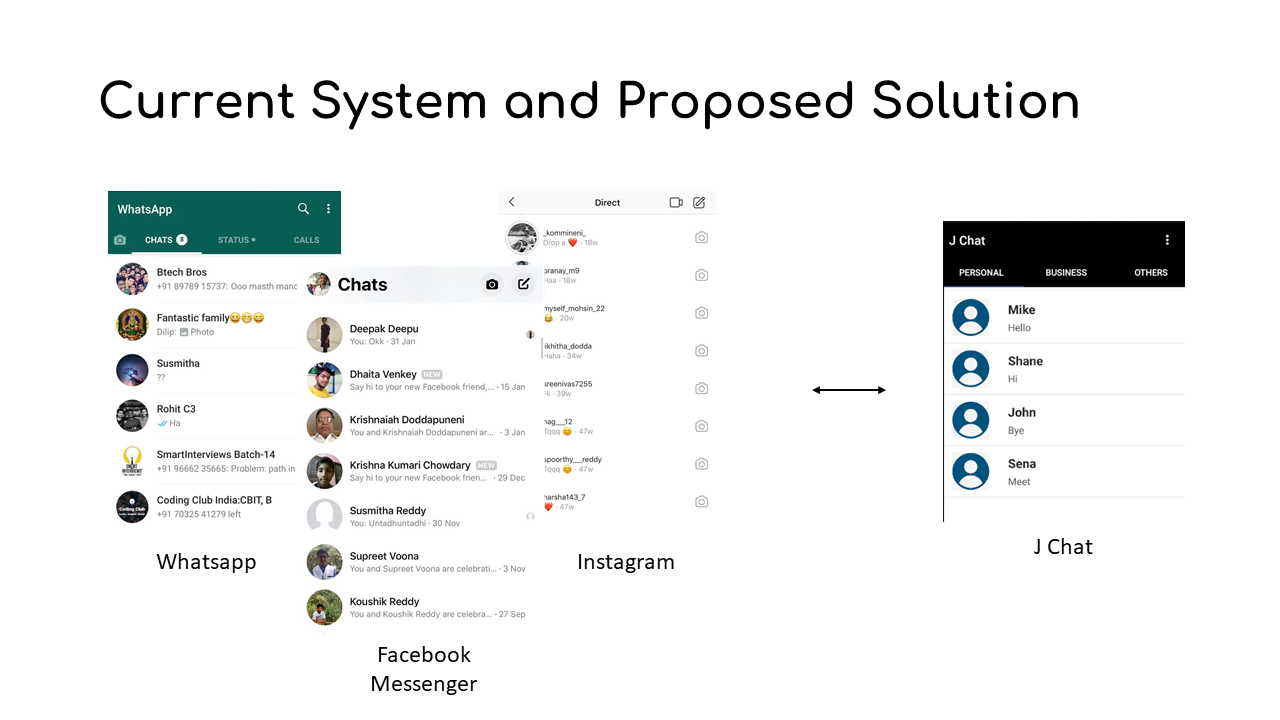 Current System and Proposed Solution
WhatsApp
CHATS 8 STATUS CALLS
Btech Bros
+91 89789 15737: Ooo masth
Fantastic family😀😁😄
Dilip: Photo
Susmitha
??
Rohit C3
Ha
SmartInterviews Batch-14
+91 96662 35665: Problem: path in
Coding Club India:CBIT, B
+91 70325 41279 left
Whatsapp
Chats
Deepak Deepu
You: Okk · 31 Jan
Dhaita Venkey NEW
Say hi to your new Facebook friend,... · 15 Jan
Krishnaiah Doddapuneni
You and Krishnaiah Doddapuneni ar... · 3 Jan
Krishna Kumari Chowdary NEW
Say hi to your new Facebook frien... · 29 Dec
Susmitha Reddy
You: Untadhuntadhi · 30 Nov
Supreet Voona
You and Supreet Voona are celebrati... · 3 Nov
Koushik Reddy
You and Koushik Reddy are celebra... · 27 Sep
Facebook
Messenger
Direct
_kommineni_
Drop a ❤️ · 18w
pranay_m9
Haa · 18w
myself_mohsin_22
😂 · 20w
ikhitha_dodda
Haha · 34w
sreenivas7255
Hi · 39w
nag___12
Tqqq 😋 · 47w
spoorthy___reddy
Tqqq 😋 · 47w
harsha143_7
❤️ · 47w
Instagram
J Chat
PERSONAL BUSINESS OTHERS
Mike
Hello
Shane
Hi
John
Bye
Sena
Meet
J Chat